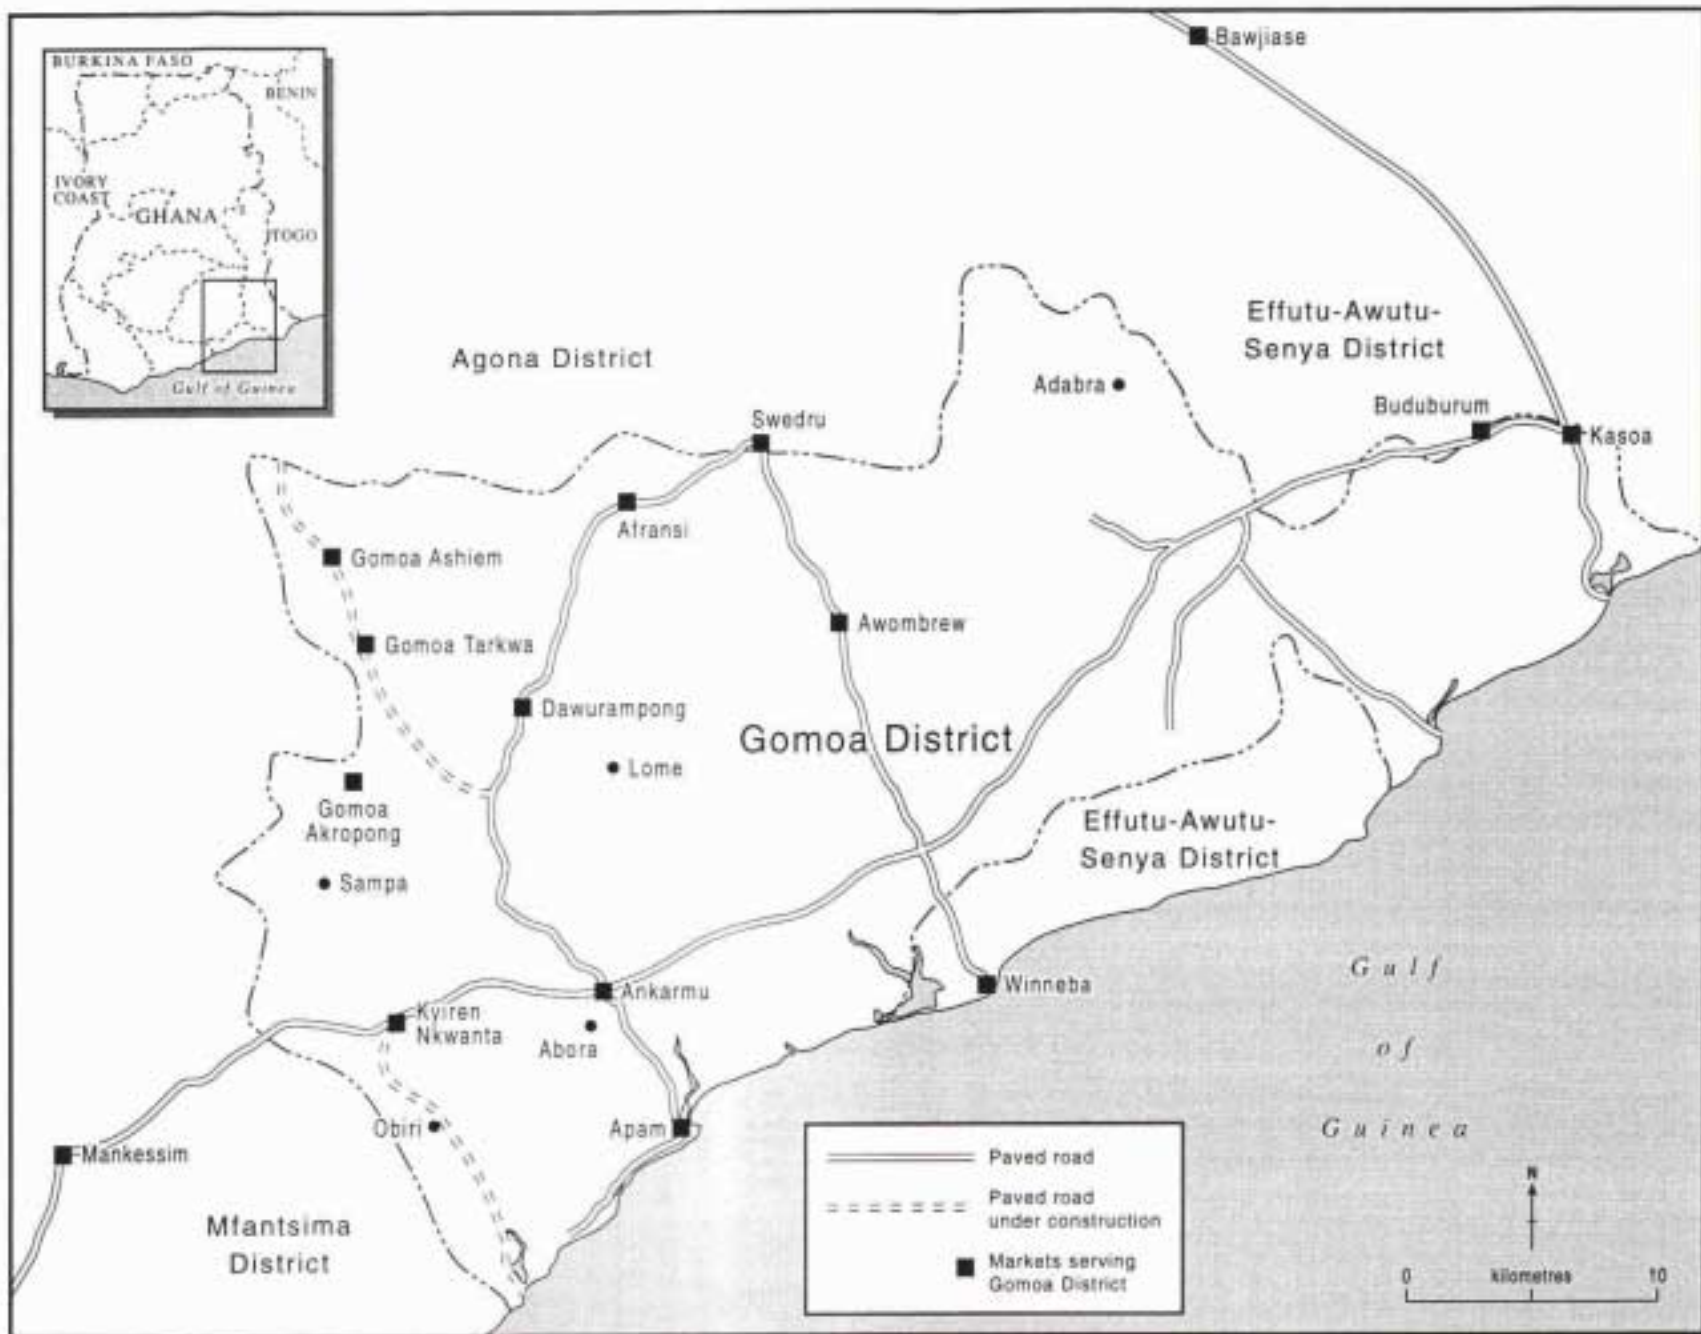 BURKINA FASO
BENIN
IVORY
COAST
GHANA
TOGO
Gulf of Guinea
Bawjiase
Effutu-Awutu-
Senya District
Agona District
Adabra
Buduburum
Kasoa
Swedru
Afransi
Gomoa Ashiem
Awombrew
Gomoa Tarkwa
Dawurampong
Gomoa District
Lome
Gomoa
Akropong
Effutu-Awutu-
Senya District
Sampa
Gulf
of
Guinea
Winneba
Ankarmu
Kyiren
Nkwanta
Abora
Obiri
Apam
Mankessim
Mfantsima
District
Paved road
Paved road
under construction
Markets serving
Gomoa District
N
0 kilometres 10